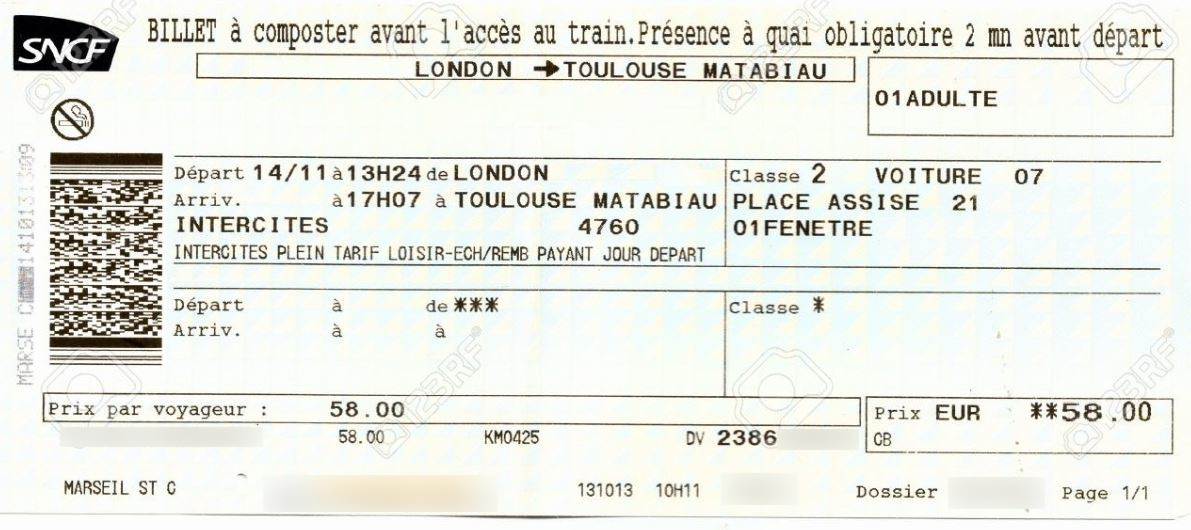 SNCF
BILLET à composter avant l'accès au train.Présence à quai obligatoire 2 mn avant départ
LONDON → TOULOUSE MATABIAU
01ADULTE
Départ 14/11 à 13H24 de LONDON
Arriv. à 17H07 à TOULOUSE MATABIAU
INTERCITES 4760
INTERCITES PLEIN TARIF LOISIR-ECH/REMB PAYANT JOUR DEPART
Classe 2 VOITURE 07
PLACE ASSISE 21
01FENETRE
Départ à de ***
Arriv. à à
Classe *
Prix par voyageur : 58.00
58.00 KM0425 DV 2386
Prix EUR **58.00
CB
MARSEIL ST C 131013 10H11 Dossier Page 1/1
MARSE 1410131309
123RF